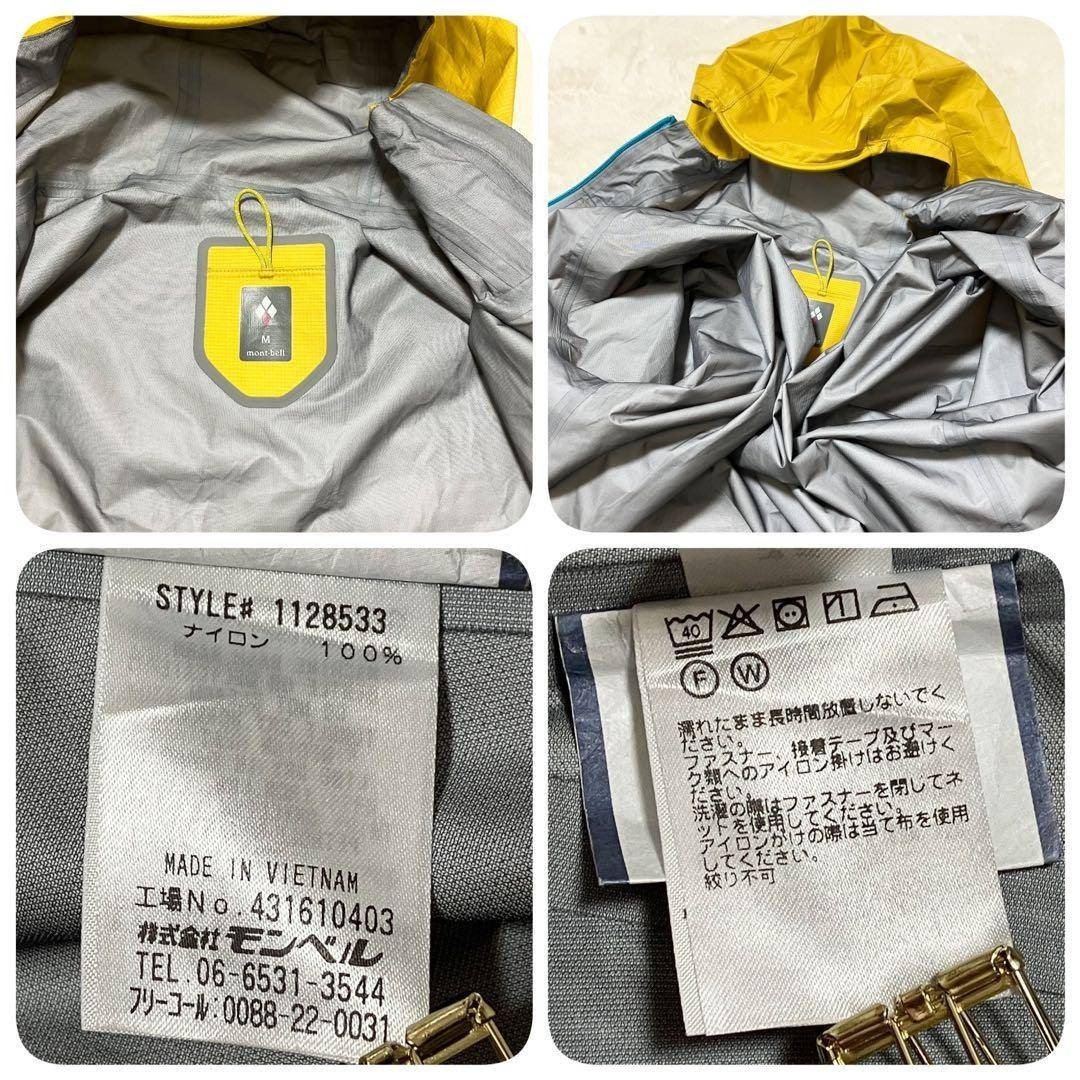 M
mont-bell
STYLE# 1128533
ナイロン 100%
MADE IN VIETNAM
工場No.431610403
株式会社モンベル
TEL.06-6531-3544
フリーコール:0088-22-0031
40
F W
濡れたまま長時間放置しないでく
ださい。
ファスナー、接着テープ及びマー
ク類へのアイロン掛けはお避けく
ださい。
洗濯の際はファスナーを閉じてネ
ットを使用してください。
アイロンがけの際は当て布を使用
してください。
絞り不可